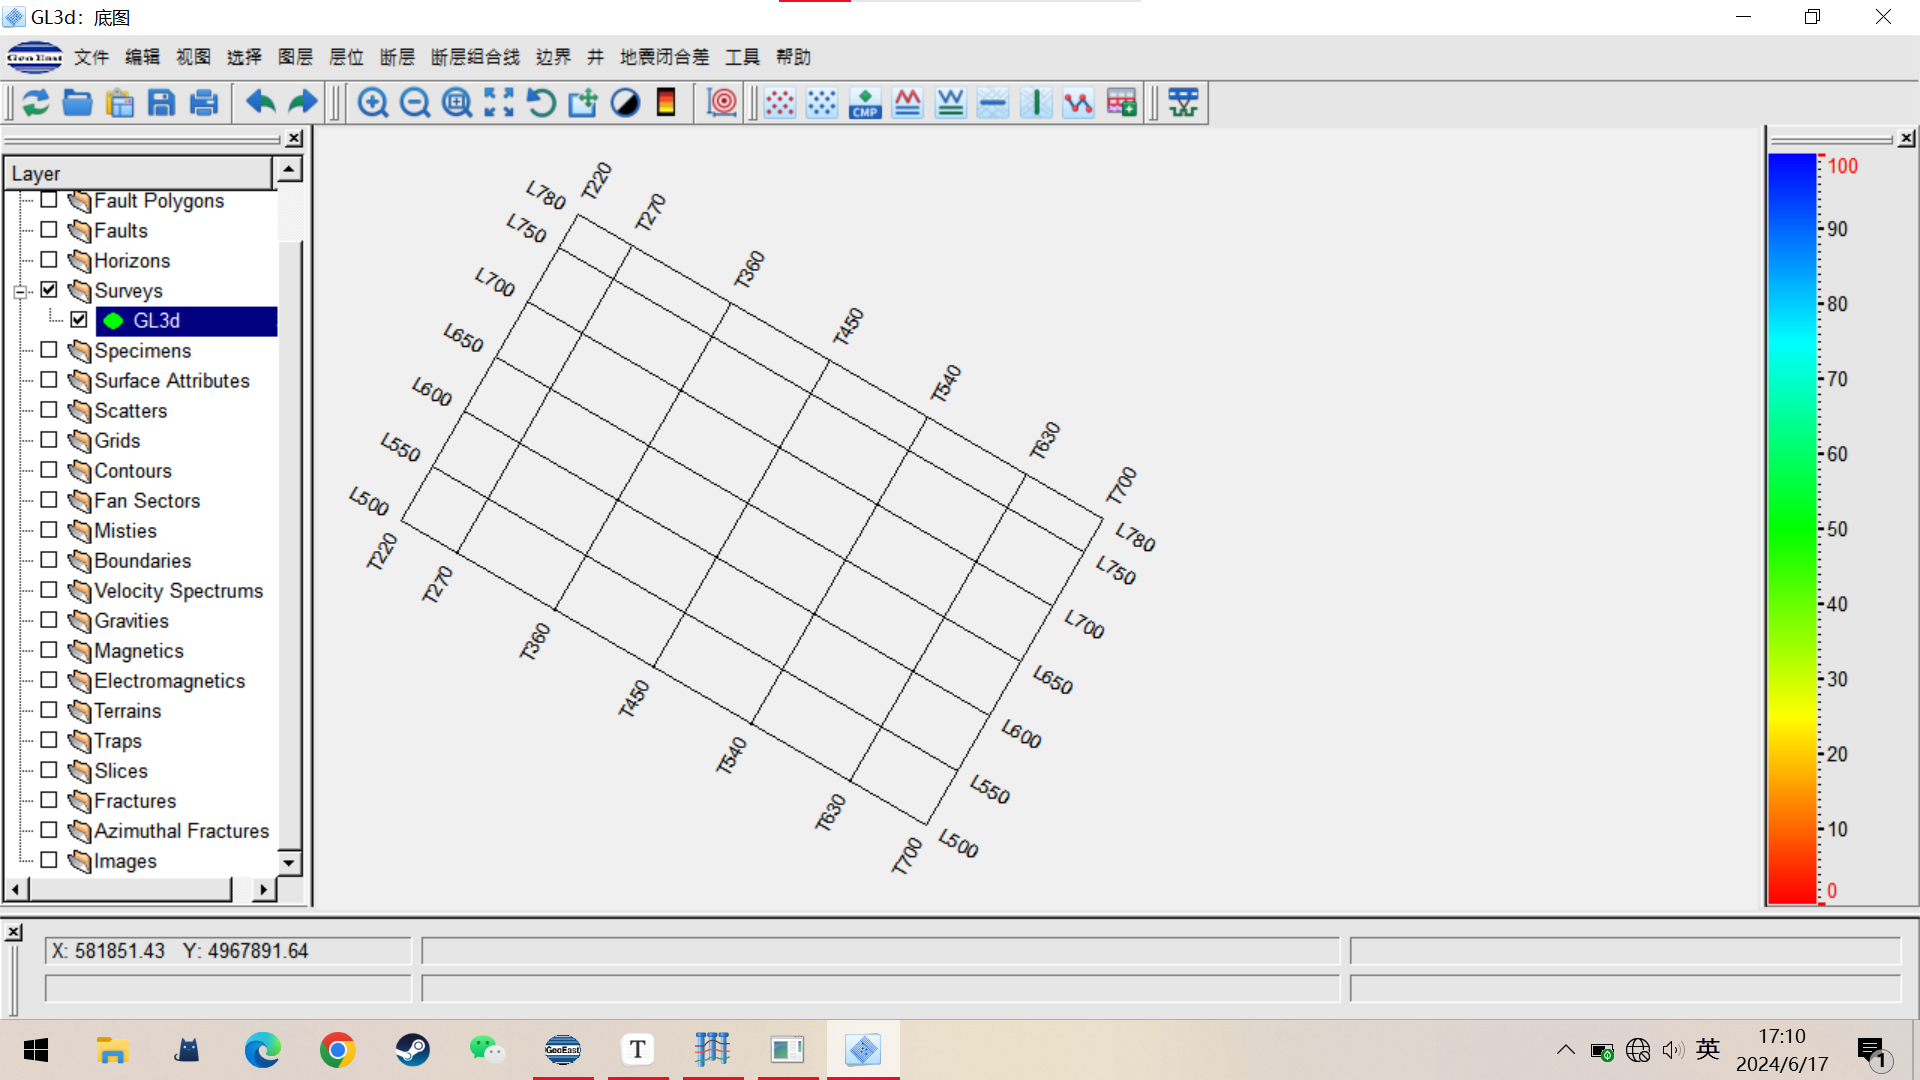 GL3d：底图
GeoEast 文件 编辑 视图 选择 图层 层位 断层 断层组合线 边界 井 地震闭合差 工具 帮助
CMP
Layer
Fault Polygons
Faults
Horizons
Surveys
GL3d
Specimens
Surface Attributes
Scatters
Grids
Contours
Fan Sectors
Misties
Boundaries
Velocity Spectrums
Gravities
Magnetics
Electromagnetics
Terrains
Traps
Slices
Fractures
Azimuthal Fractures
Images
T220
T270
T360
T450
T540
T630
T700
L780
L750
L700
L650
L600
L550
L500
L780
L750
L700
L650
L600
L550
L500
T220
T270
T360
T450
T540
T630
T700
100
90
80
70
60
50
40
30
20
10
0
X: 581851.43 Y: 4967891.64
GeoEast
T
英
17:10
2024/6/17
1